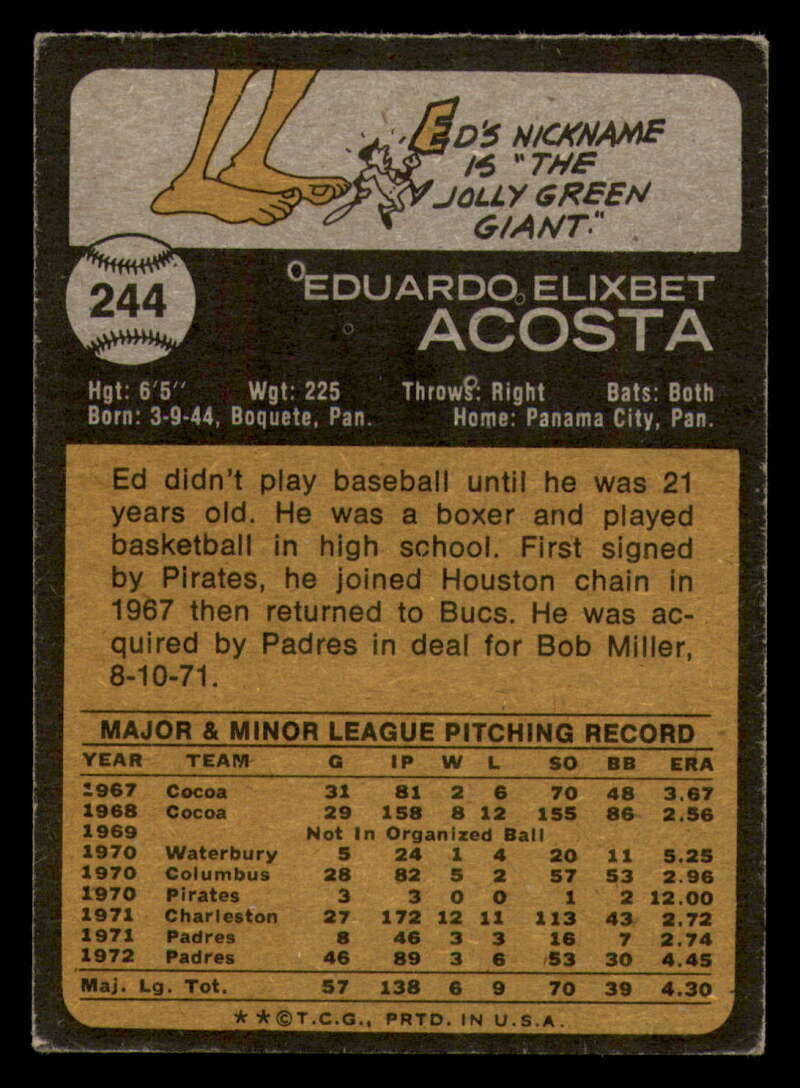 ED'S NICKNAME
IS "THE
JOLLY GREEN
GIANT."
244
EDUARDO ELIXBET
ACOSTA
Hgt: 6'5" Wgt: 225 Throws: Right Bats: Both
Born: 3-9-44, Boquete, Pan. Home: Panama City, Pan.
Ed didn't play baseball until he was 21
years old. He was a boxer and played
basketball in high school. First signed
by Pirates, he joined Houston chain in
1967 then returned to Bucs. He was ac-
quired by Padres in deal for Bob Miller,
8-10-71.
MAJOR & MINOR LEAGUE PITCHING RECORD
YEAR TEAM G IP W L SO BB ERA
1967 Cocoa 31 81 2 6 70 48 3.67
1968 Cocoa 29 158 8 12 155 86 2.56
1969 Not In Organized Ball
1970 Waterbury 5 24 1 4 20 11 5.25
1970 Columbus 28 82 5 2 57 53 2.96
1970 Pirates 3 3 0 0 1 2 12.00
1971 Charleston 27 172 12 11 113 43 2.72
1971 Padres 8 46 3 3 16 7 2.74
1972 Padres 46 89 3 6 53 30 4.45
Maj. Lg. Tot. 57 138 6 9 70 39 4.30
* * © T.C.G., PRTD. IN U.S.A.